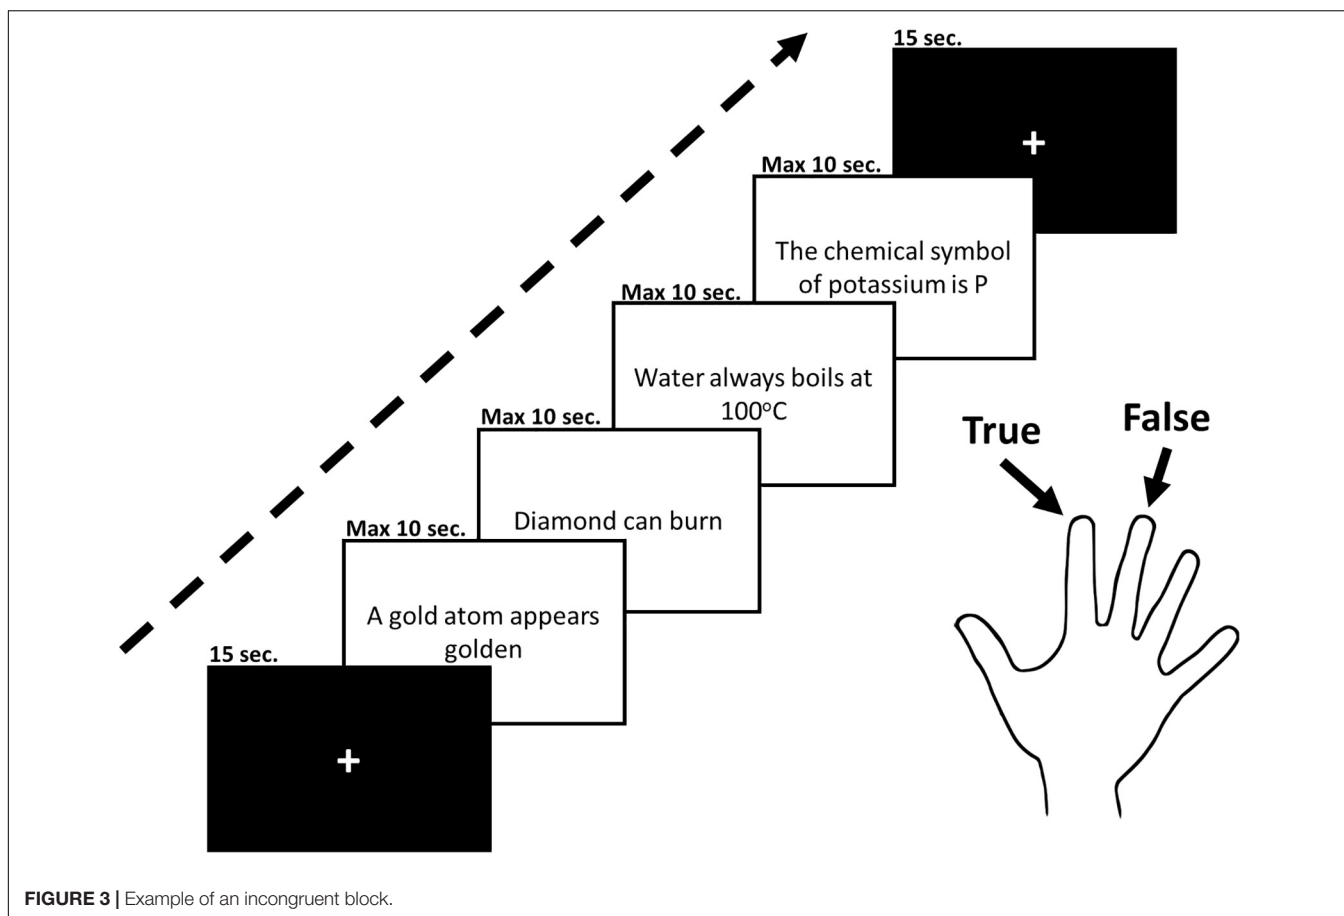 15 sec.
+
Max 10 sec.
The chemical symbol
of potassium is P
Max 10 sec.
Water always boils at
100°C
Max 10 sec.
Diamond can burn
Max 10 sec.
A gold atom appears
golden
15 sec.
+
True
False
FIGURE 3 | Example of an incongruent block.